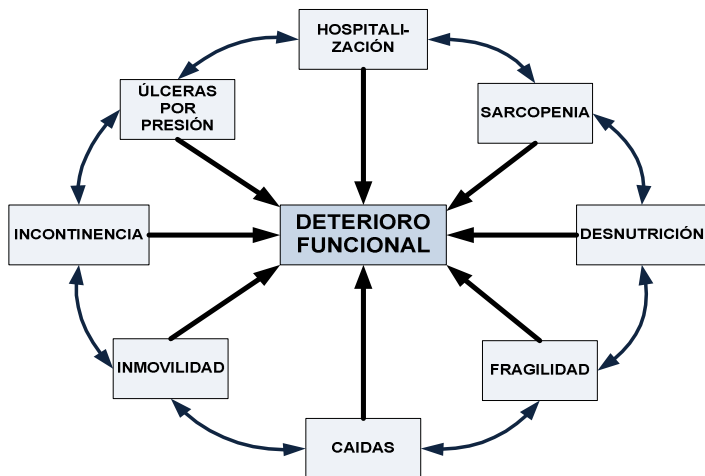 HOSPITALI-
ZACIÓN
ÚLCERAS
POR
PRESIÓN
SARCOPENIA
INCONTINENCIA
DETERIORO
FUNCIONAL
DESNUTRICIÓN
INMOVILIDAD
FRAGILIDAD
CAIDAS